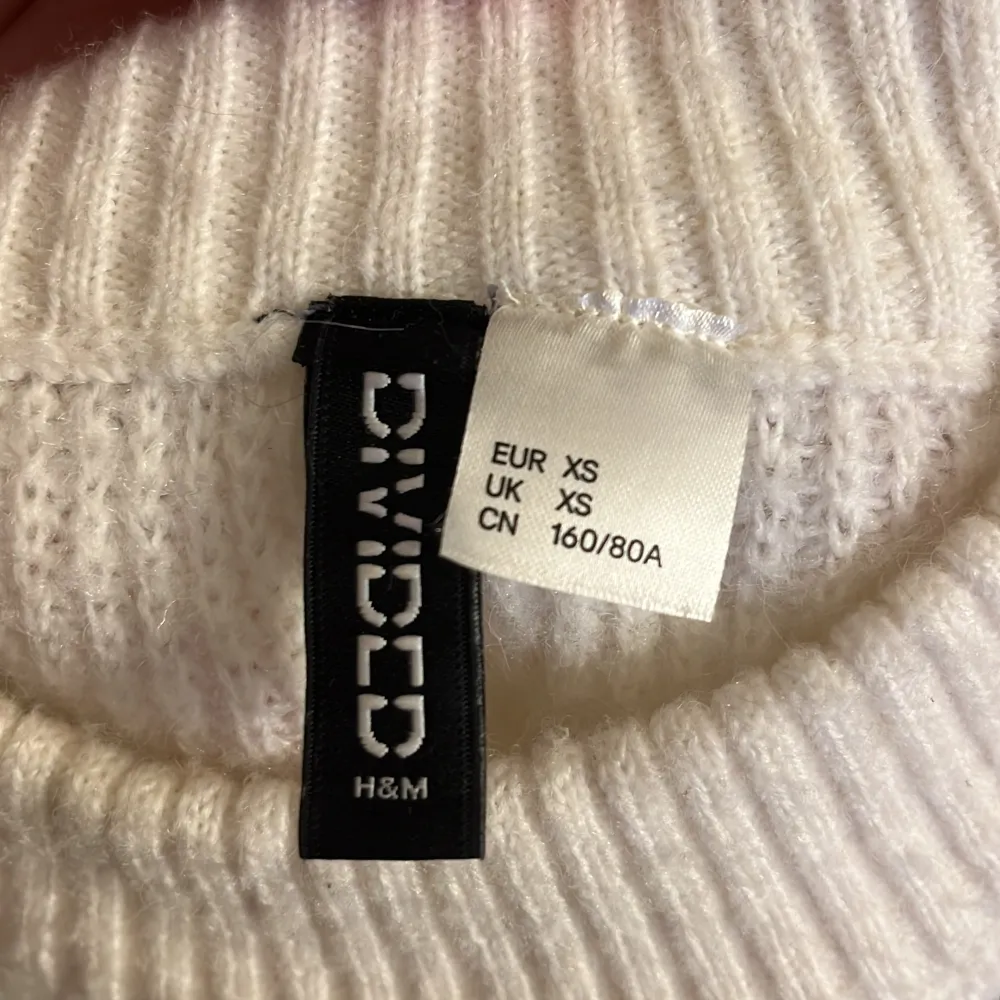 DIVIDED
H&M
EUR XS
UK XS
CN 160/80A